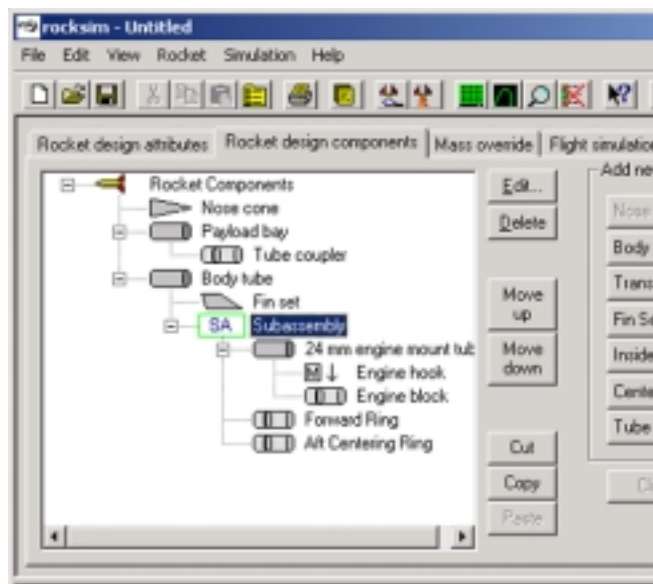 rocksim - Untitled
File Edit View Rocket Simulation Help
Rocket design attributes Rocket design components Mass override Flight simulation
Rocket Components
Nose cone
Payload bay
Tube coupler
Body tube
Fin set
SA Subassembly
24 mm engine mount tub
M Engine hook
Engine block
Forward Ring
Aft Centering Ring
Edit...
Delete
Move
up
Move
down
Cut
Copy
Paste
Add ne
Nose
Body
Trans
Fin Se
Inside
Cente
Tube